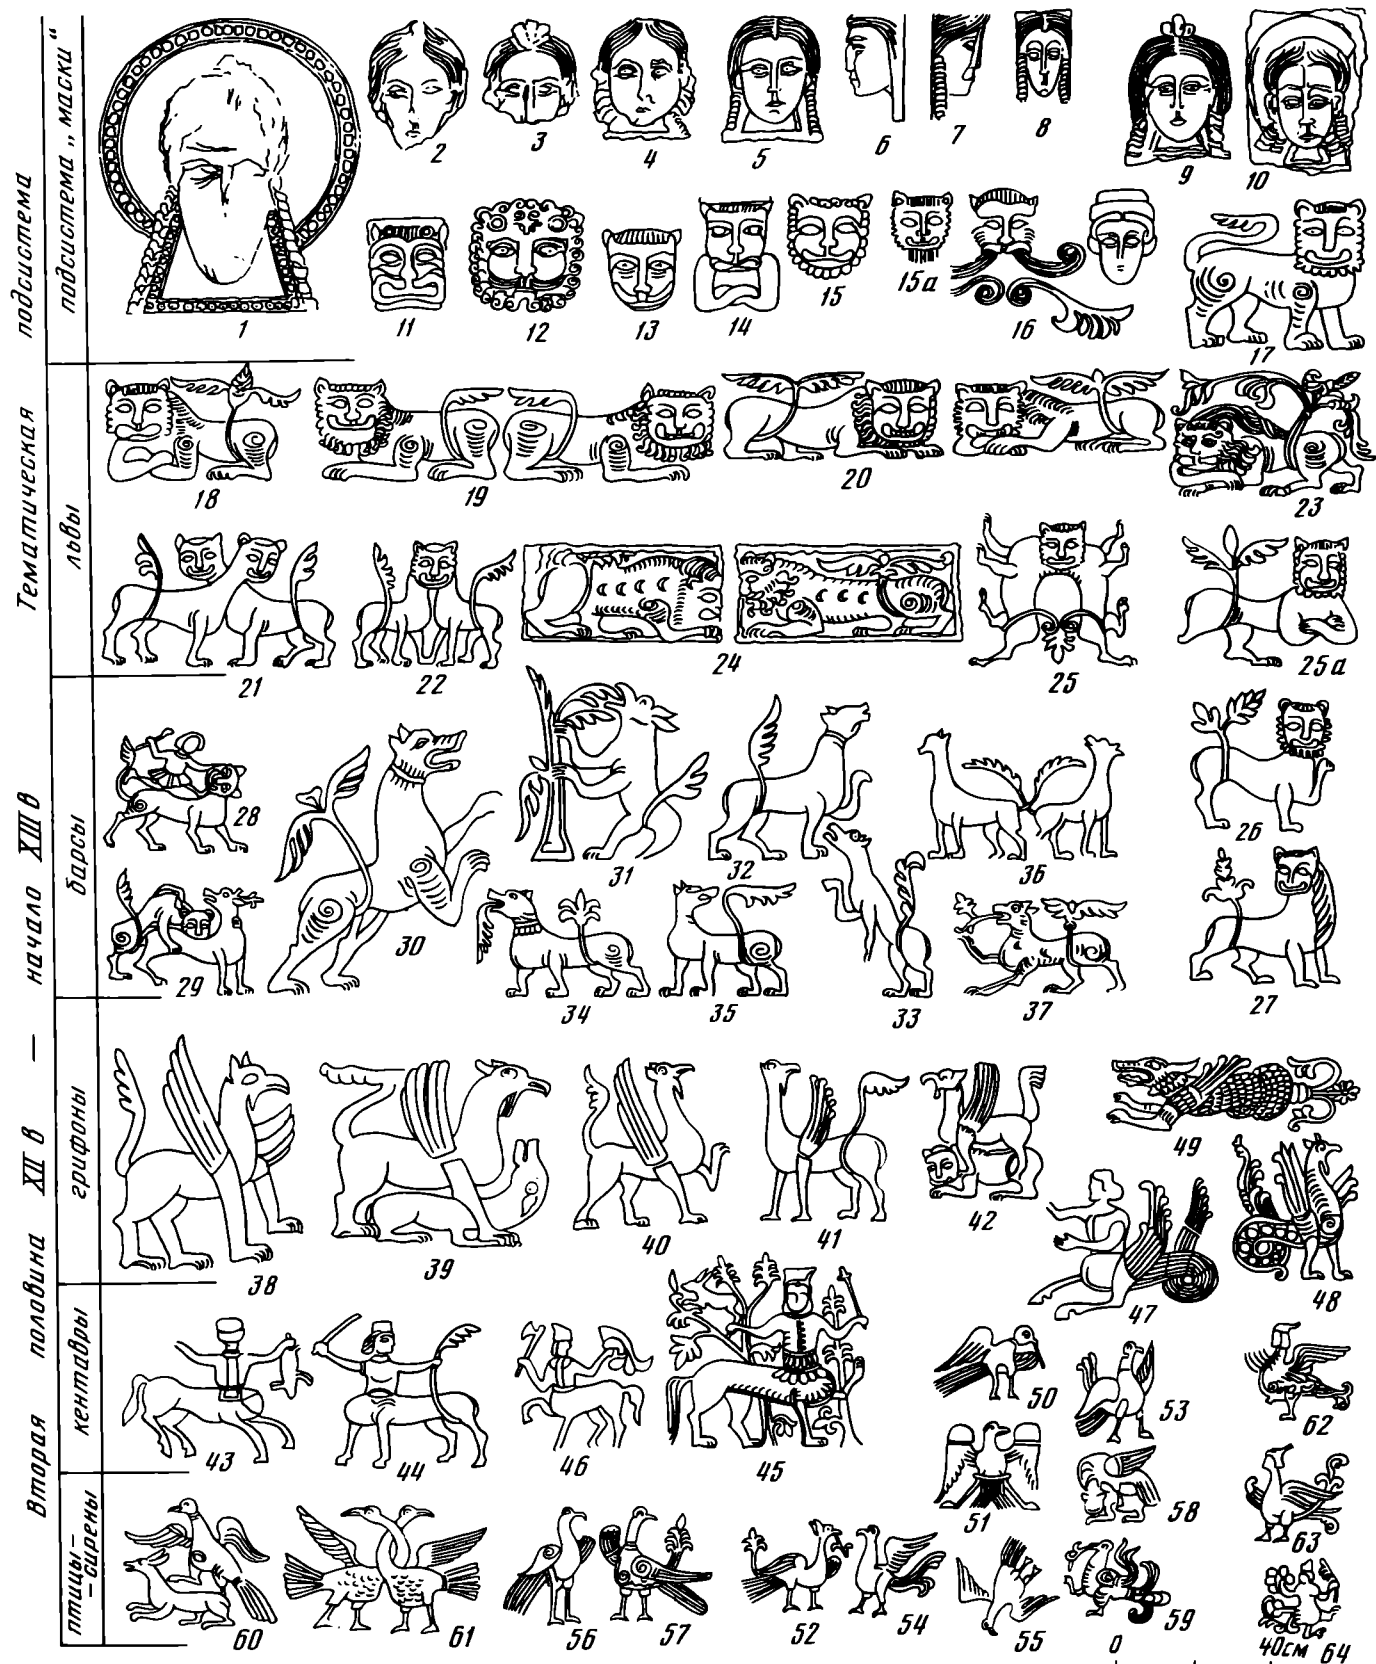 Вторая половина XII в — начало XIII в
Тематическая подсистема
подсистема „маски“
1 2 3 4 5 6 7 8 9 10
11 12 13 14 15 15а 16 17
львы
18 19 20 23
21 22 24 25 25а
барсы
28 30 31 32 36 26
29 34 35 33 37 27
грифоны
38 39 40 41 42 49
47 48
кентавры
43 44 46 45 50 53 62
51 58 63
птицы-
-сирены
60 61 56 57 52 54 55 59 64
0 40см